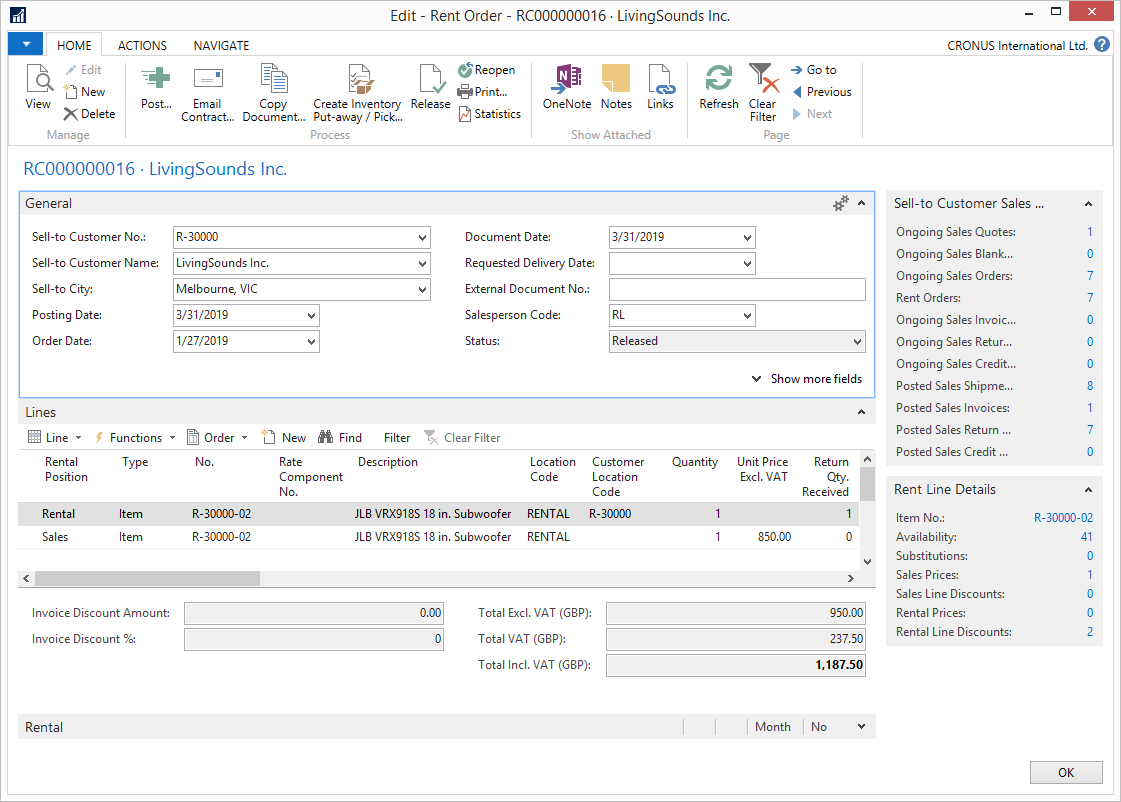 Edit - Rent Order - RC000000016 · LivingSounds Inc.
HOME ACTIONS NAVIGATE CRONUS International Ltd. ?
View
Edit
New
Delete
Manage
Post...
Email Contract...
Copy Document...
Create Inventory Put-away / Pick...
Release
Reopen
Print...
Statistics
Process
OneNote
Notes
Links
Show Attached
Refresh
Clear Filter
Go to
Previous
Next
Page
RC000000016 · LivingSounds Inc.
General
Sell-to Customer No.: R-30000
Sell-to Customer Name: LivingSounds Inc.
Sell-to City: Melbourne, VIC
Posting Date: 3/31/2019
Order Date: 1/27/2019
Document Date: 3/31/2019
Requested Delivery Date:
External Document No.:
Salesperson Code: RL
Status: Released
Show more fields
Lines
Line Functions Order New Find Filter Clear Filter
Rental Position Type No. Rate Component No. Description Location Code Customer Location Code Quantity Unit Price Excl. VAT Return Qty. Received
Rental Item R-30000-02 JLB VRX918S 18 in. Subwoofer RENTAL R-30000 1 1
Sales Item R-30000-02 JLB VRX918S 18 in. Subwoofer RENTAL 1 850.00 0
Invoice Discount Amount: 0.00
Invoice Discount %: 0
Total Excl. VAT (GBP): 950.00
Total VAT (GBP): 237.50
Total Incl. VAT (GBP): 1,187.50
Rental Month No
Sell-to Customer Sales ...
Ongoing Sales Quotes: 1
Ongoing Sales Blank... 0
Ongoing Sales Orders: 7
Rent Orders: 7
Ongoing Sales Invoic... 0
Ongoing Sales Retur... 0
Ongoing Sales Credit... 0
Posted Sales Shipme... 8
Posted Sales Invoices: 1
Posted Sales Return ... 7
Posted Sales Credit ... 0
Rent Line Details
Item No.: R-30000-02
Availability: 41
Substitutions: 0
Sales Prices: 1
Sales Line Discounts: 0
Rental Prices: 0
Rental Line Discounts: 2
OK